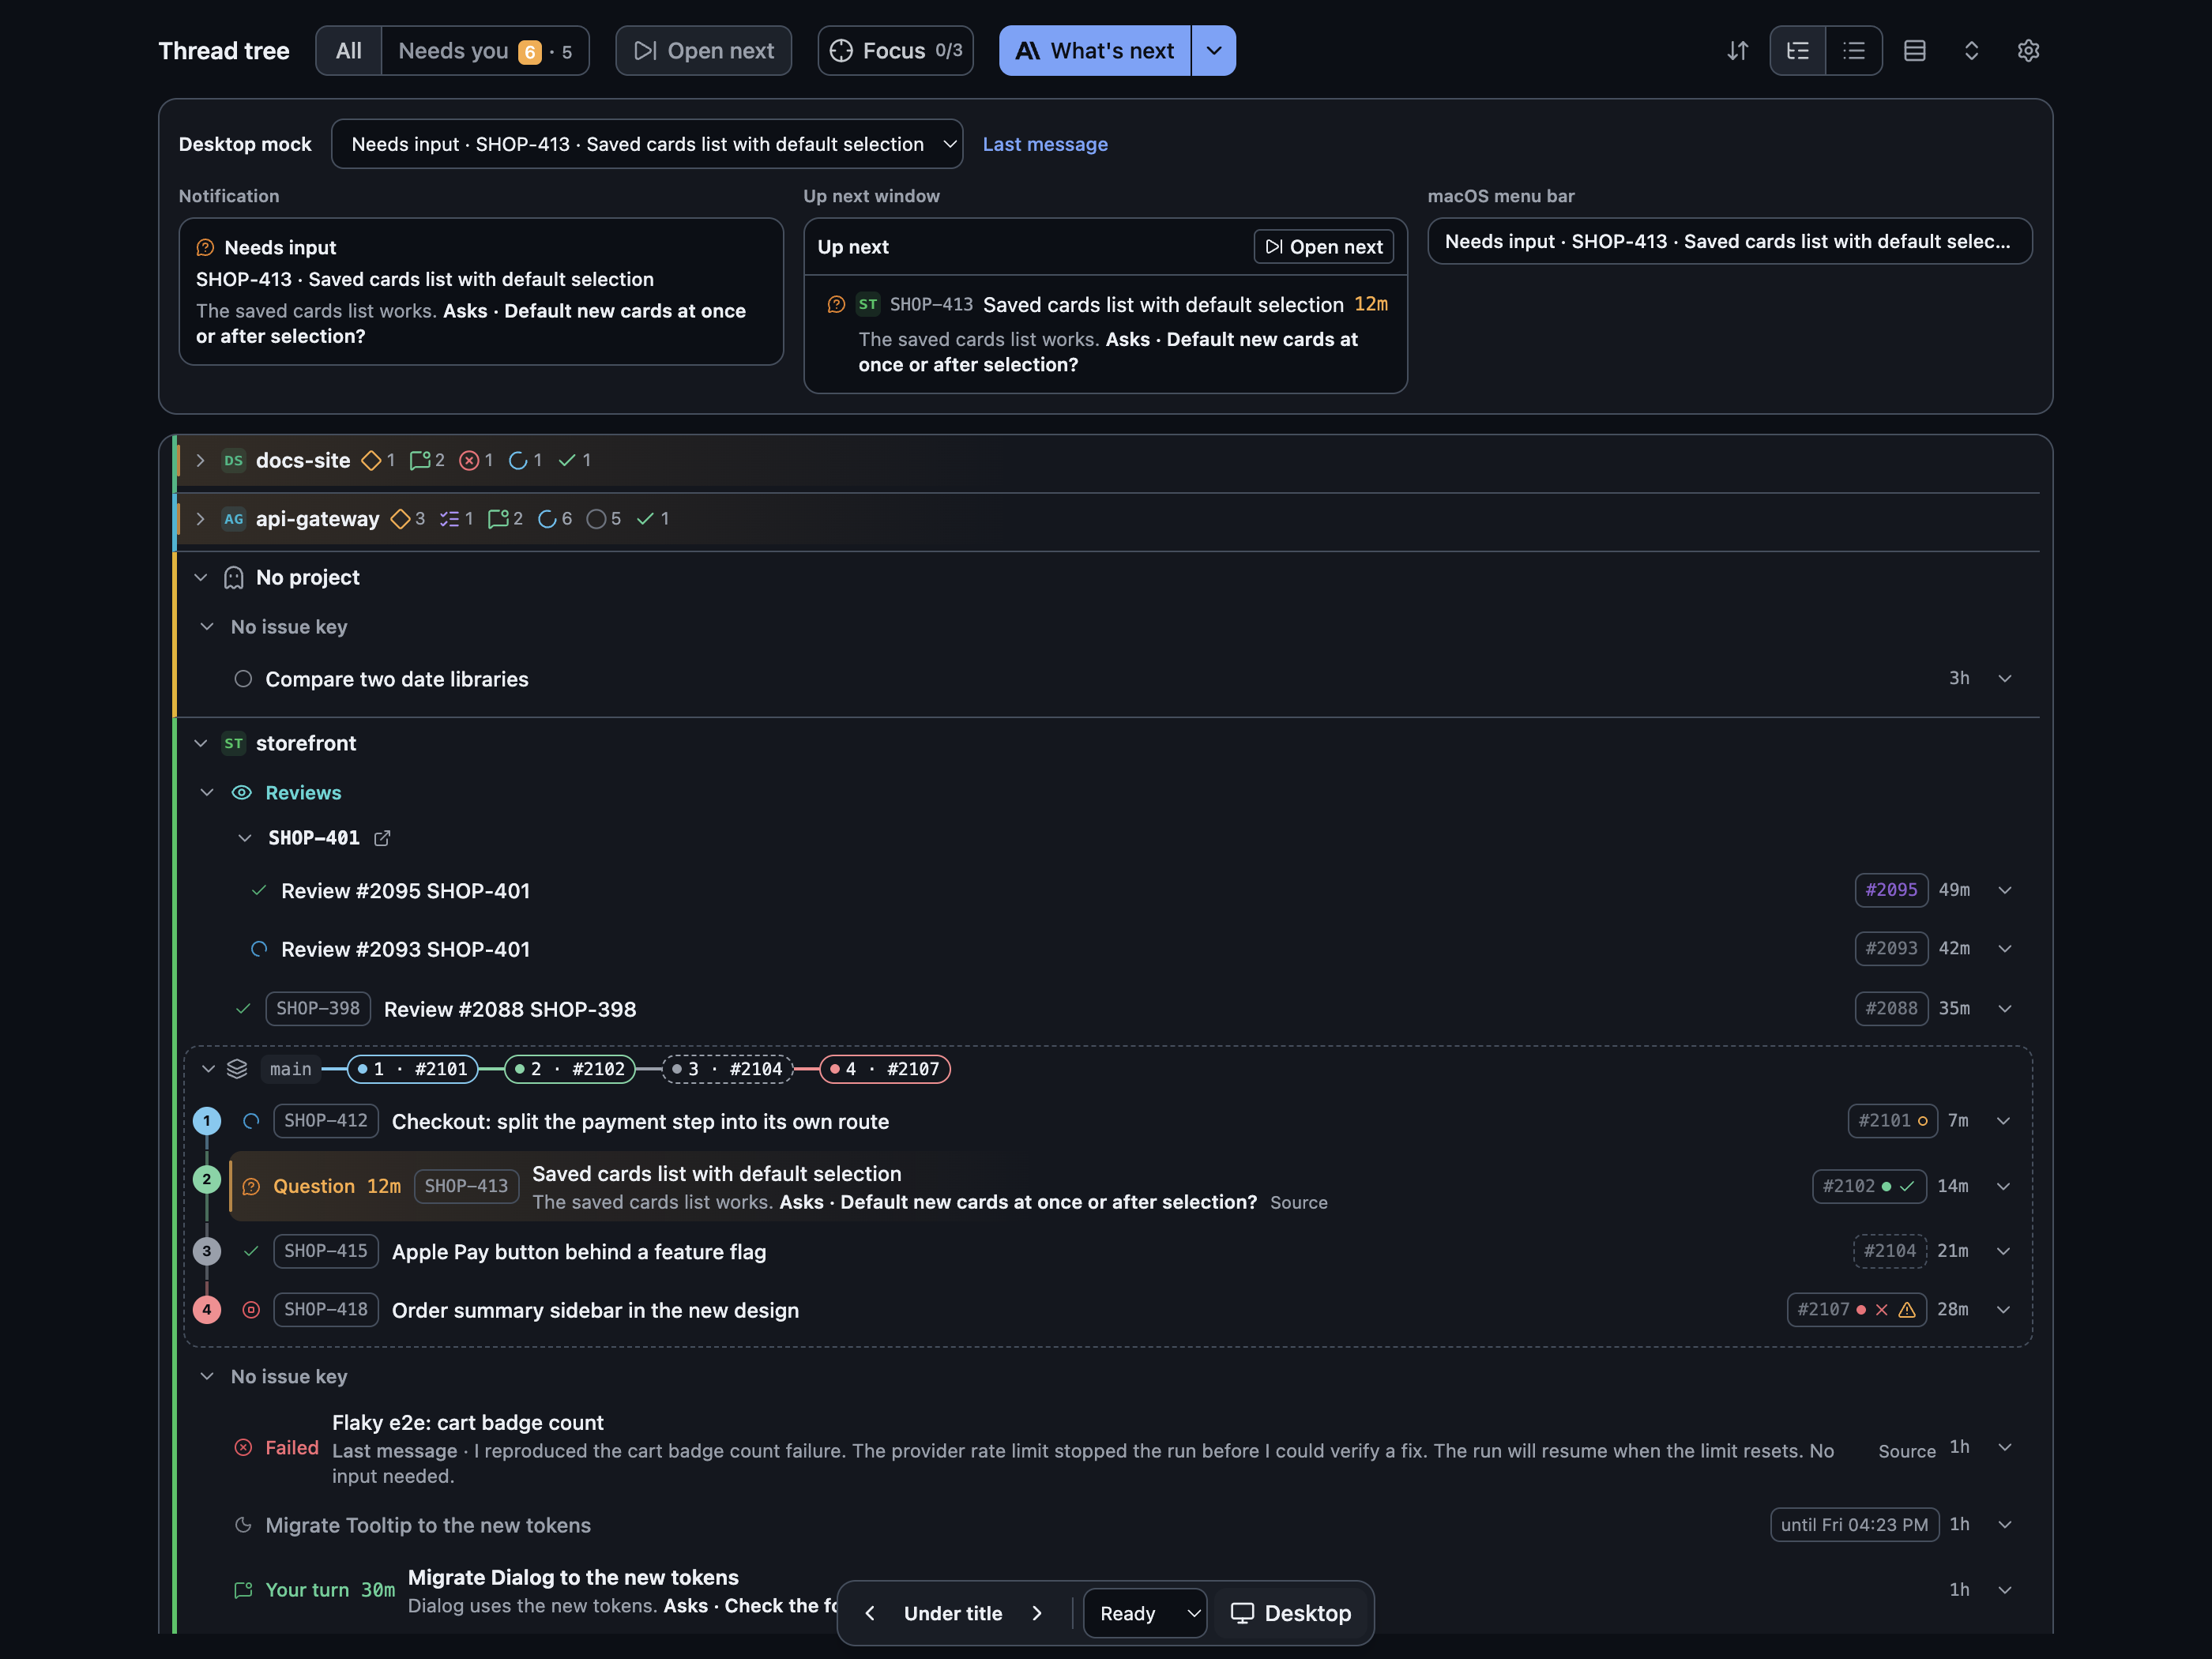 Thread tree
All
Needs you 6 · 5
Open next
Focus 0/3
What's next
Desktop mock
Needs input · SHOP-413 · Saved cards list with default selection
Last message
Notification
Needs input
SHOP-413 · Saved cards list with default selection
The saved cards list works. Asks · Default new cards at once
or after selection?
Up next window
Up next
Open next
ST SHOP-413 Saved cards list with default selection 12m
The saved cards list works. Asks · Default new cards at
once or after selection?
macOS menu bar
Needs input · SHOP-413 · Saved cards list with default selec...
DS docs-site 1 2 1 1 1
AG api-gateway 3 1 2 6 5 1
No project
No issue key
Compare two date libraries 3h
ST storefront
Reviews
SHOP-401
Review #2095 SHOP-401 #2095 49m
Review #2093 SHOP-401 #2093 42m
SHOP-398 Review #2088 SHOP-398 #2088 35m
main 1 · #2101 2 · #2102 3 · #2104 4 · #2107
1 SHOP-412 Checkout: split the payment step into its own route #2101 7m
2 Question 12m SHOP-413 Saved cards list with default selection #2102 14m
The saved cards list works. Asks · Default new cards at once or after selection? Source
3 SHOP-415 Apple Pay button behind a feature flag #2104 21m
4 SHOP-418 Order summary sidebar in the new design #2107 28m
No issue key
Flaky e2e: cart badge count
Failed Last message · I reproduced the cart badge count failure. The provider rate limit stopped the run before I could verify a fix. The run will resume when the limit resets. No Source 1h
input needed.
Migrate Tooltip to the new tokens until Fri 04:23 PM 1h
Your turn 30m Migrate Dialog to the new tokens 1h
Dialog uses the new tokens. Asks · Check the
Under title
Ready
Desktop